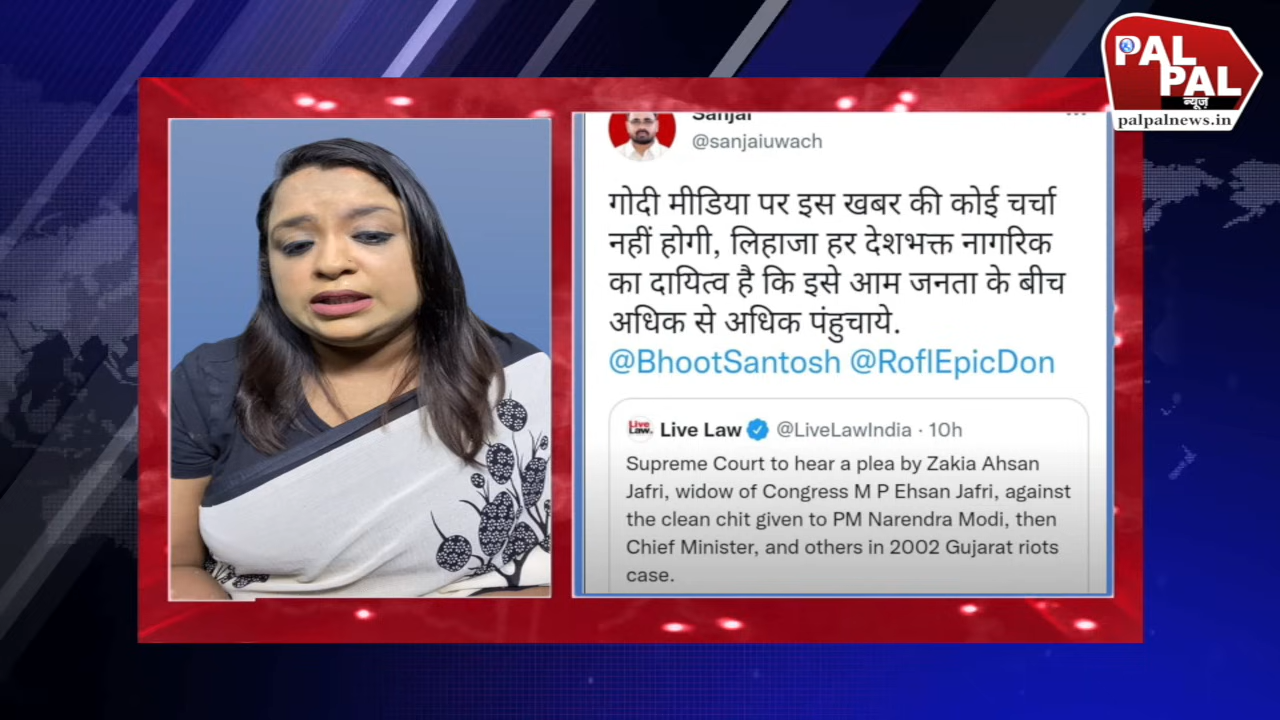 PAL
PAL
न्यूज़
palpalnews.in
Sanjai
@sanjaiuwach
गोदी मीडिया पर इस खबर की कोई चर्चा
नहीं होगी, लिहाजा हर देशभक्त नागरिक
का दायित्व है कि इसे आम जनता के बीच
अधिक से अधिक पंहुचाये.
@BhootSantosh @RoflEpicDon
Live Law.
Live Law @LiveLawIndia · 10h
Supreme Court to hear a plea by Zakia Ahsan
Jafri, widow of Congress M P Ehsan Jafri, against
the clean chit given to PM Narendra Modi, then
Chief Minister, and others in 2002 Gujarat riots
case.